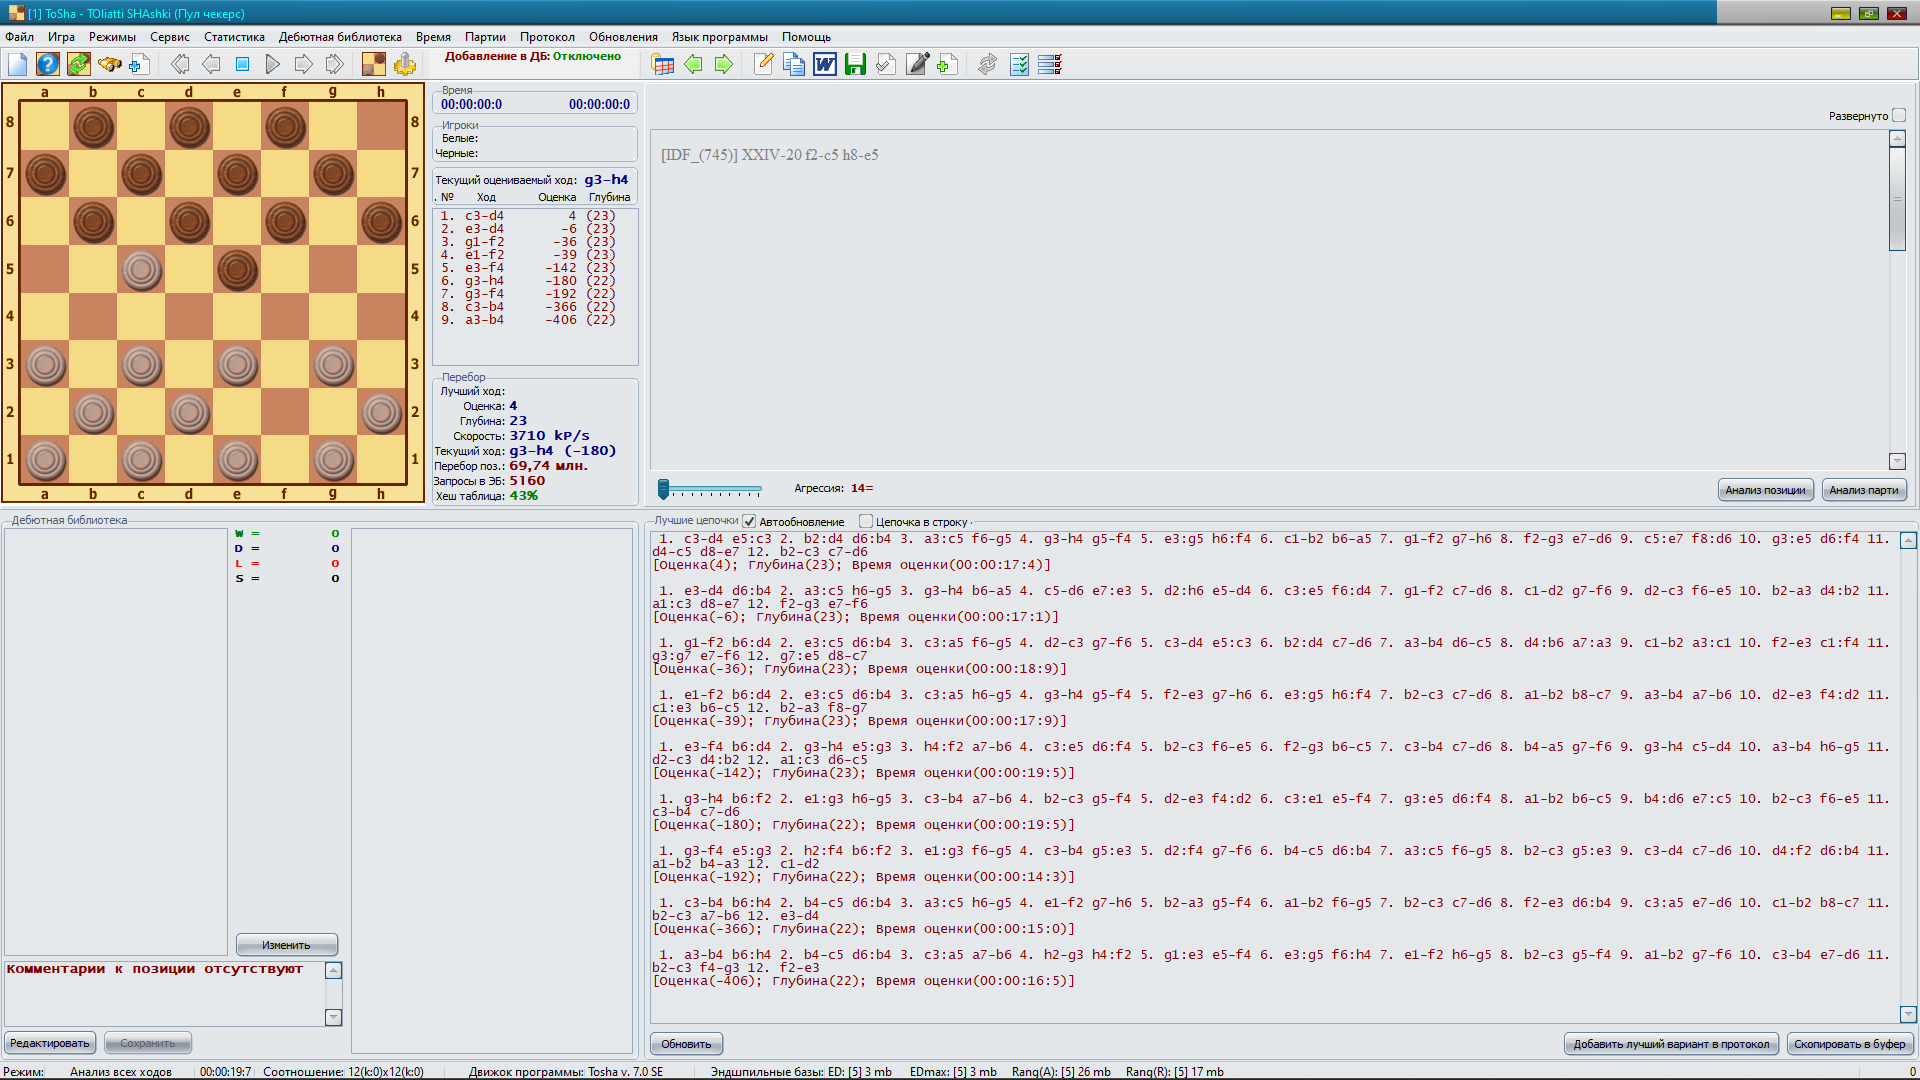 [1] ToSha - TOliatti SHAshki (Пул чекерс)
Файл Игра Режимы Сервис Статистика Дебютная библиотека Время Партии Протокол Обновления Язык программы Помощь
Добавление в ДБ: Отключено
a b c d e f g h
8 8
7 7
6 6
5 5
4 4
3 3
2 2
1 1
a b c d e f g h
Время
00:00:00:0 00:00:00:0
Игроки
Белые:
Черные:
Текущий оцениваемый ход: g3-h4
. № Ход Оценка Глубина
1. c3-d4 4 (23)
2. e3-d4 -6 (23)
3. g1-f2 -36 (23)
4. e1-f2 -39 (23)
5. e3-f4 -142 (23)
6. g3-h4 -180 (22)
7. g3-f4 -192 (22)
8. c3-b4 -366 (22)
9. a3-b4 -406 (22)
Перебор
Лучший ход:
Оценка: 4
Глубина: 23
Скорость: 3710 kP/s
Текущий ход: g3-h4 (-180)
Перебор поз.: 69,74 млн.
Запросы в ЭБ: 5160
Хеш таблица: 43%
Развернуто
[IDF_(745)] XXIV-20 f2-c5 h8-e5
Агрессия: 14=
Анализ позиции Анализ парти
Дебютная библиотека
W = 0
D = 0
L = 0
S = 0
Изменить
Комментарии к позиции отсутствуют
Редактировать Сохранить
Лучшие цепочки Автообновление Цепочка в строку
1. c3-d4 e5:c3 2. b2:d4 d6:b4 3. a3:c5 f6-g5 4. g3-h4 g5-f4 5. e3:g5 h6:f4 6. c1-b2 b6-a5 7. g1-f2 g7-h6 8. f2-g3 e7-d6 9. c5:e7 f8:d6 10. g3:e5 d6:f4 11.
d4-c5 d8-e7 12. b2-c3 c7-d6
[Оценка(4); Глубина(23); Время оценки(00:00:17:4)]
1. e3-d4 d6:b4 2. a3:c5 h6-g5 3. g3-h4 b6-a5 4. c5-d6 e7:e3 5. d2:h6 e5-d4 6. c3:e5 f6:d4 7. g1-f2 c7-d6 8. c1-d2 g7-f6 9. d2-c3 f6-e5 10. b2-a3 d4:b2 11.
a1:c3 d8-e7 12. f2-g3 e7-f6
[Оценка(-6); Глубина(23); Время оценки(00:00:17:1)]
1. g1-f2 b6:d4 2. e3:c5 d6:b4 3. c3:a5 f6-g5 4. d2-c3 g7-f6 5. c3-d4 e5:c3 6. b2:d4 c7-d6 7. a3-b4 d6-c5 8. d4:b6 a7:a3 9. c1-b2 a3:c1 10. f2-e3 c1:f4 11.
g3:g7 e7-f6 12. g7:e5 d8-c7
[Оценка(-36); Глубина(23); Время оценки(00:00:18:9)]
1. e1-f2 b6:d4 2. e3:c5 d6:b4 3. c3:a5 h6-g5 4. g3-h4 g5-f4 5. f2-e3 g7-h6 6. e3:g5 h6:f4 7. b2-c3 c7-d6 8. a1-b2 b8-c7 9. a3-b4 a7-b6 10. d2-e3 f4:d2 11.
c1:e3 b6-c5 12. b2-a3 f8-g7
[Оценка(-39); Глубина(23); Время оценки(00:00:17:9)]
1. e3-f4 b6:d4 2. g3-h4 e5:g3 3. h4:f2 a7-b6 4. c3:e5 d6:f4 5. b2-c3 f6-e5 6. f2-g3 b6-c5 7. c3-b4 c7-d6 8. b4-a5 g7-f6 9. g3-h4 c5-d4 10. a3-b4 h6-g5 11.
d2-c3 d4:b2 12. a1:c3 d6-c5
[Оценка(-142); Глубина(23); Время оценки(00:00:19:5)]
1. g3-h4 b6:f2 2. e1:g3 h6-g5 3. c3-b4 a7-b6 4. b2-c3 g5-f4 5. d2-e3 f4:d2 6. c3:e1 e5-f4 7. g3:e5 d6:f4 8. a1-b2 b6-c5 9. b4:d6 e7:c5 10. b2-c3 f6-e5 11.
c3-b4 c7-d6
[Оценка(-180); Глубина(22); Время оценки(00:00:19:5)]
1. g3-f4 e5:g3 2. h2:f4 b6:f2 3. e1:g3 f6-g5 4. c3-b4 g5:e3 5. d2:f4 g7-f6 6. b4-c5 d6:b4 7. a3:c5 f6-g5 8. b2-c3 g5:e3 9. c3-d4 c7-d6 10. d4:f2 d6:b4 11.
a1-b2 b4-a3 12. c1-d2
[Оценка(-192); Глубина(22); Время оценки(00:00:14:3)]
1. c3-b4 b6:h4 2. b4-c5 d6:b4 3. a3:c5 h6-g5 4. e1-f2 g7-h6 5. b2-a3 g5-f4 6. a1-b2 f6-g5 7. b2-c3 c7-d6 8. f2-e3 d6:b4 9. c3:a5 e7-d6 10. c1-b2 b8-c7 11.
b2-c3 a7-b6 12. e3-d4
[Оценка(-366); Глубина(22); Время оценки(00:00:15:0)]
1. a3-b4 b6:h4 2. b4-c5 d6:b4 3. c3:a5 a7-b6 4. h2-g3 h4:f2 5. g1:e3 e5-f4 6. e3:g5 f6:h4 7. e1-f2 h6-g5 8. b2-c3 g5-f4 9. a1-b2 g7-f6 10. c3-b4 e7-d6 11.
b2-c3 f4-g3 12. f2-e3
[Оценка(-406); Глубина(22); Время оценки(00:00:16:5)]
Обновить Добавить лучший вариант в протокол Скопировать в буфер
Режим: Анализ всех ходов 00:00:19:7 Соотношение: 12(k:0)x12(k:0) Движок программы: Tosha v. 7.0 SE Эндшпильные базы: ED: [5] 3 mb EDmax: [5] 3 mb Rang(A): [5] 26 mb Rang(R): [5] 17 mb 0